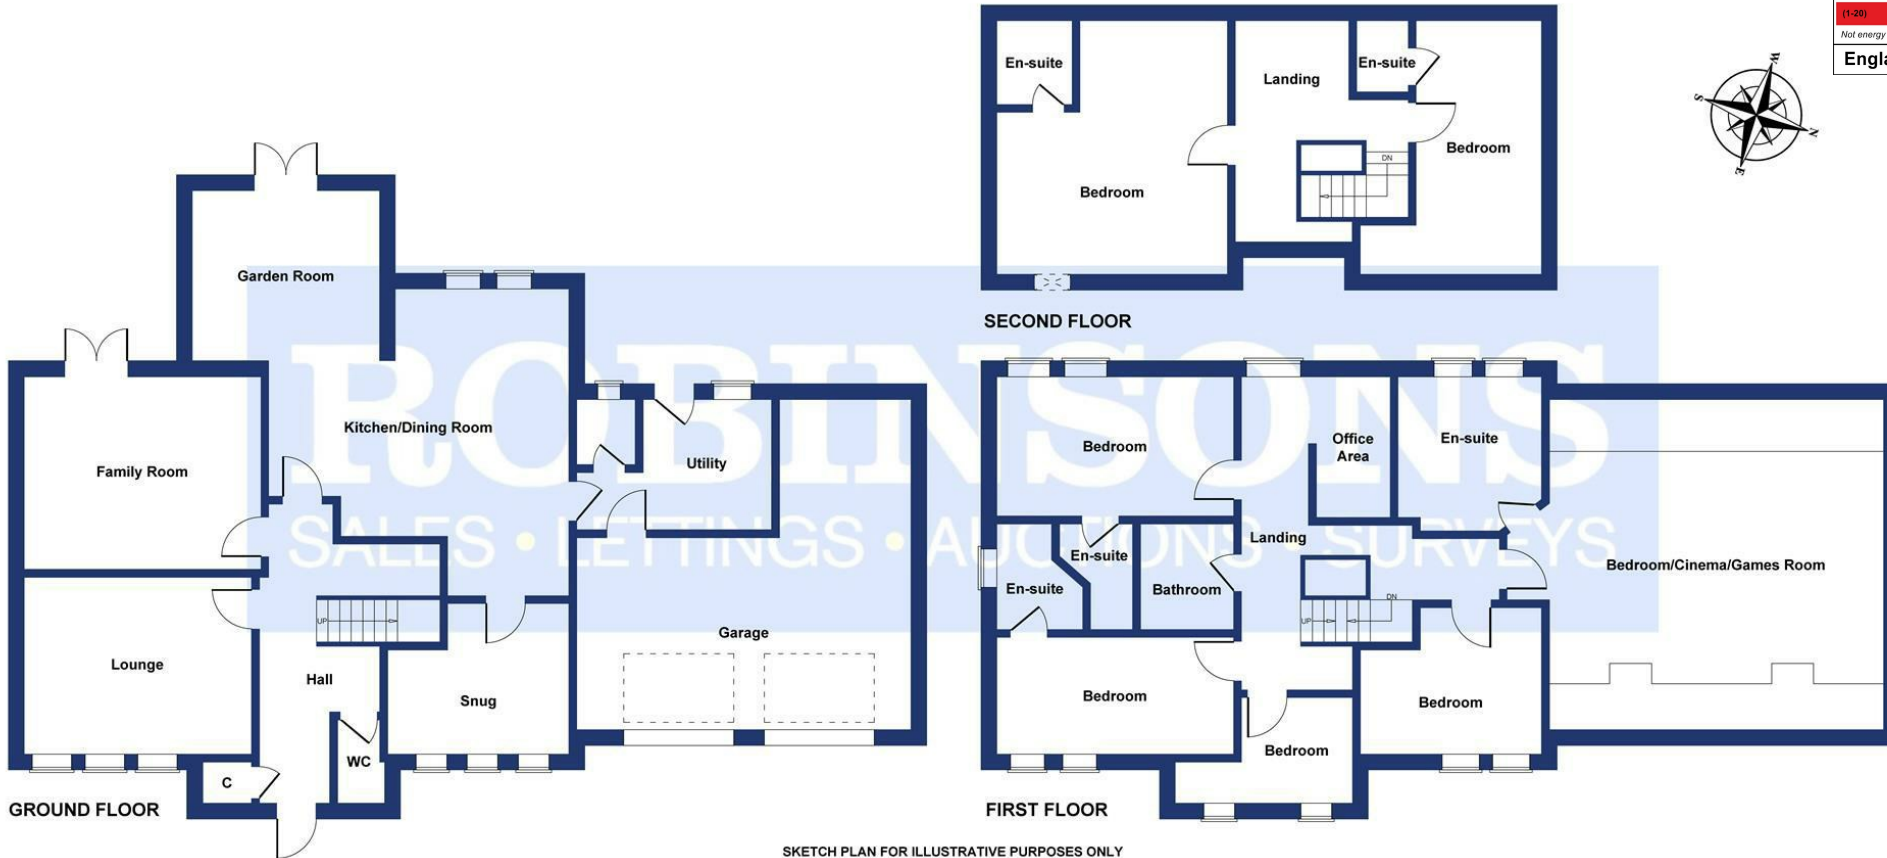 (1-20)
Not energy
Engla
W
S
N
E
En-suite
Landing
En-suite
Bedroom
Bedroom
DN
SECOND FLOOR
Garden Room
Kitchen/Dining Room
Family Room
Utility
Lounge
UP
Hall
Snug
Garage
WC
C
GROUND FLOOR
Bedroom
Office
Area
En-suite
Landing
En-suite
En-suite
Bathroom
Bedroom/Cinema/Games Room
DN
UP
Bedroom
Bedroom
Bedroom
FIRST FLOOR
ROBINSONS
SALES • LETTINGS • AUCTIONS • SURVEYS
SKETCH PLAN FOR ILLUSTRATIVE PURPOSES ONLY